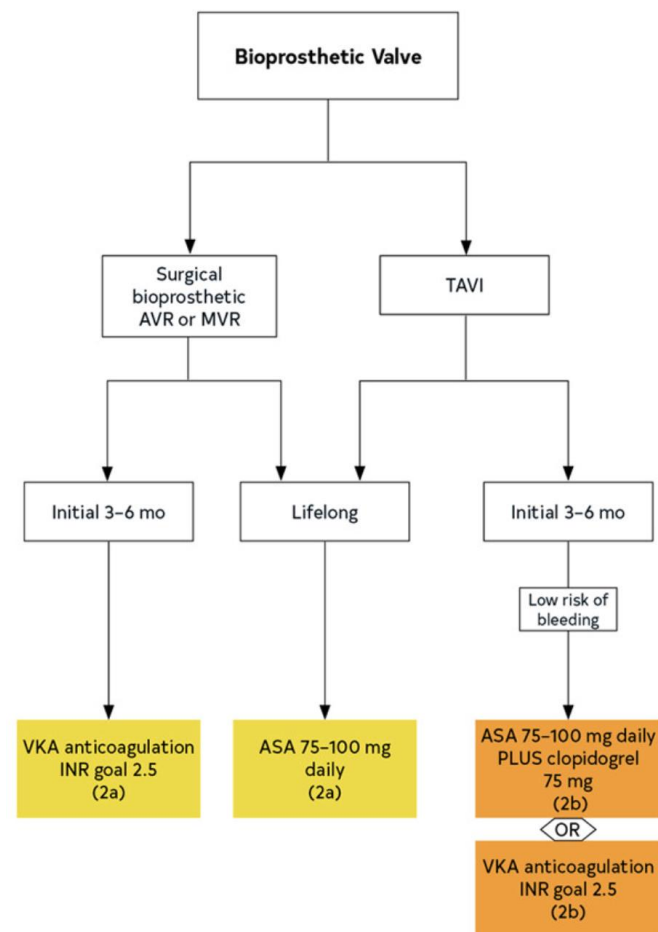 Bioprosthetic Valve
Surgical
bioprosthetic
AVR or MVR
TAVI
Initial 3–6 mo
Lifelong
Initial 3–6 mo
Low risk of
bleeding
VKA anticoagulation
INR goal 2.5
(2a)
ASA 75–100 mg
daily
(2a)
ASA 75–100 mg daily
PLUS clopidogrel
75 mg
(2b)
OR
VKA anticoagulation
INR goal 2.5
(2b)